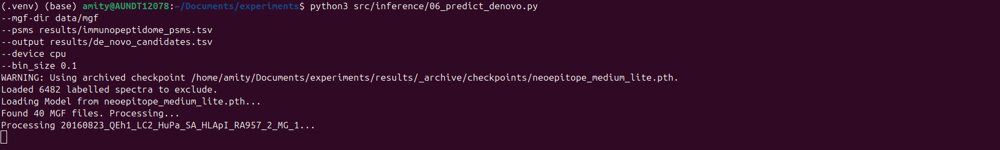 (.venv) (base) amity@AUNDT12078:~/Documents/experiments$ python3 src/inference/06_predict_denovo.py
--mgf-dir data/mgf
--psms results/immunopeptidome_psms.tsv
--output results/de_novo_candidates.tsv
--device cpu
--bin_size 0.1
WARNING: Using archived checkpoint /home/amity/Documents/experiments/results/_archive/checkpoints/neoepitope_medium_lite.pth.
Loaded 6482 labelled spectra to exclude.
Loading Model from neoepitope_medium_lite.pth...
Found 40 MGF files. Processing...
Processing 20160823_QEh1_LC2_HuPa_SA_HLApI_RA957_2_MG_1...